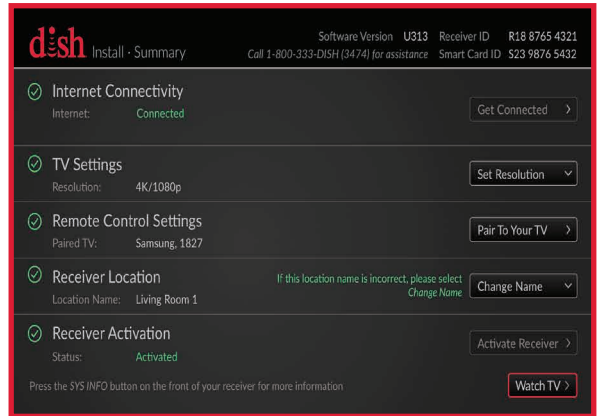 dish Install · Summary
Software Version U313 Receiver ID R18 8765 4321
Call 1-800-333-DISH (3474) for assistance Smart Card ID S23 9876 5432
Internet Connectivity
Internet: Connected
Get Connected >
TV Settings
Resolution: 4K/1080p
Set Resolution
Remote Control Settings
Paired TV: Samsung, 1827
Pair To Your TV >
Receiver Location
Location Name: Living Room 1
If this location name is incorrect, please select
Change Name
Change Name
Receiver Activation
Status: Activated
Activate Receiver >
Press the SYS INFO button on the front of your receiver for more information
Watch TV >